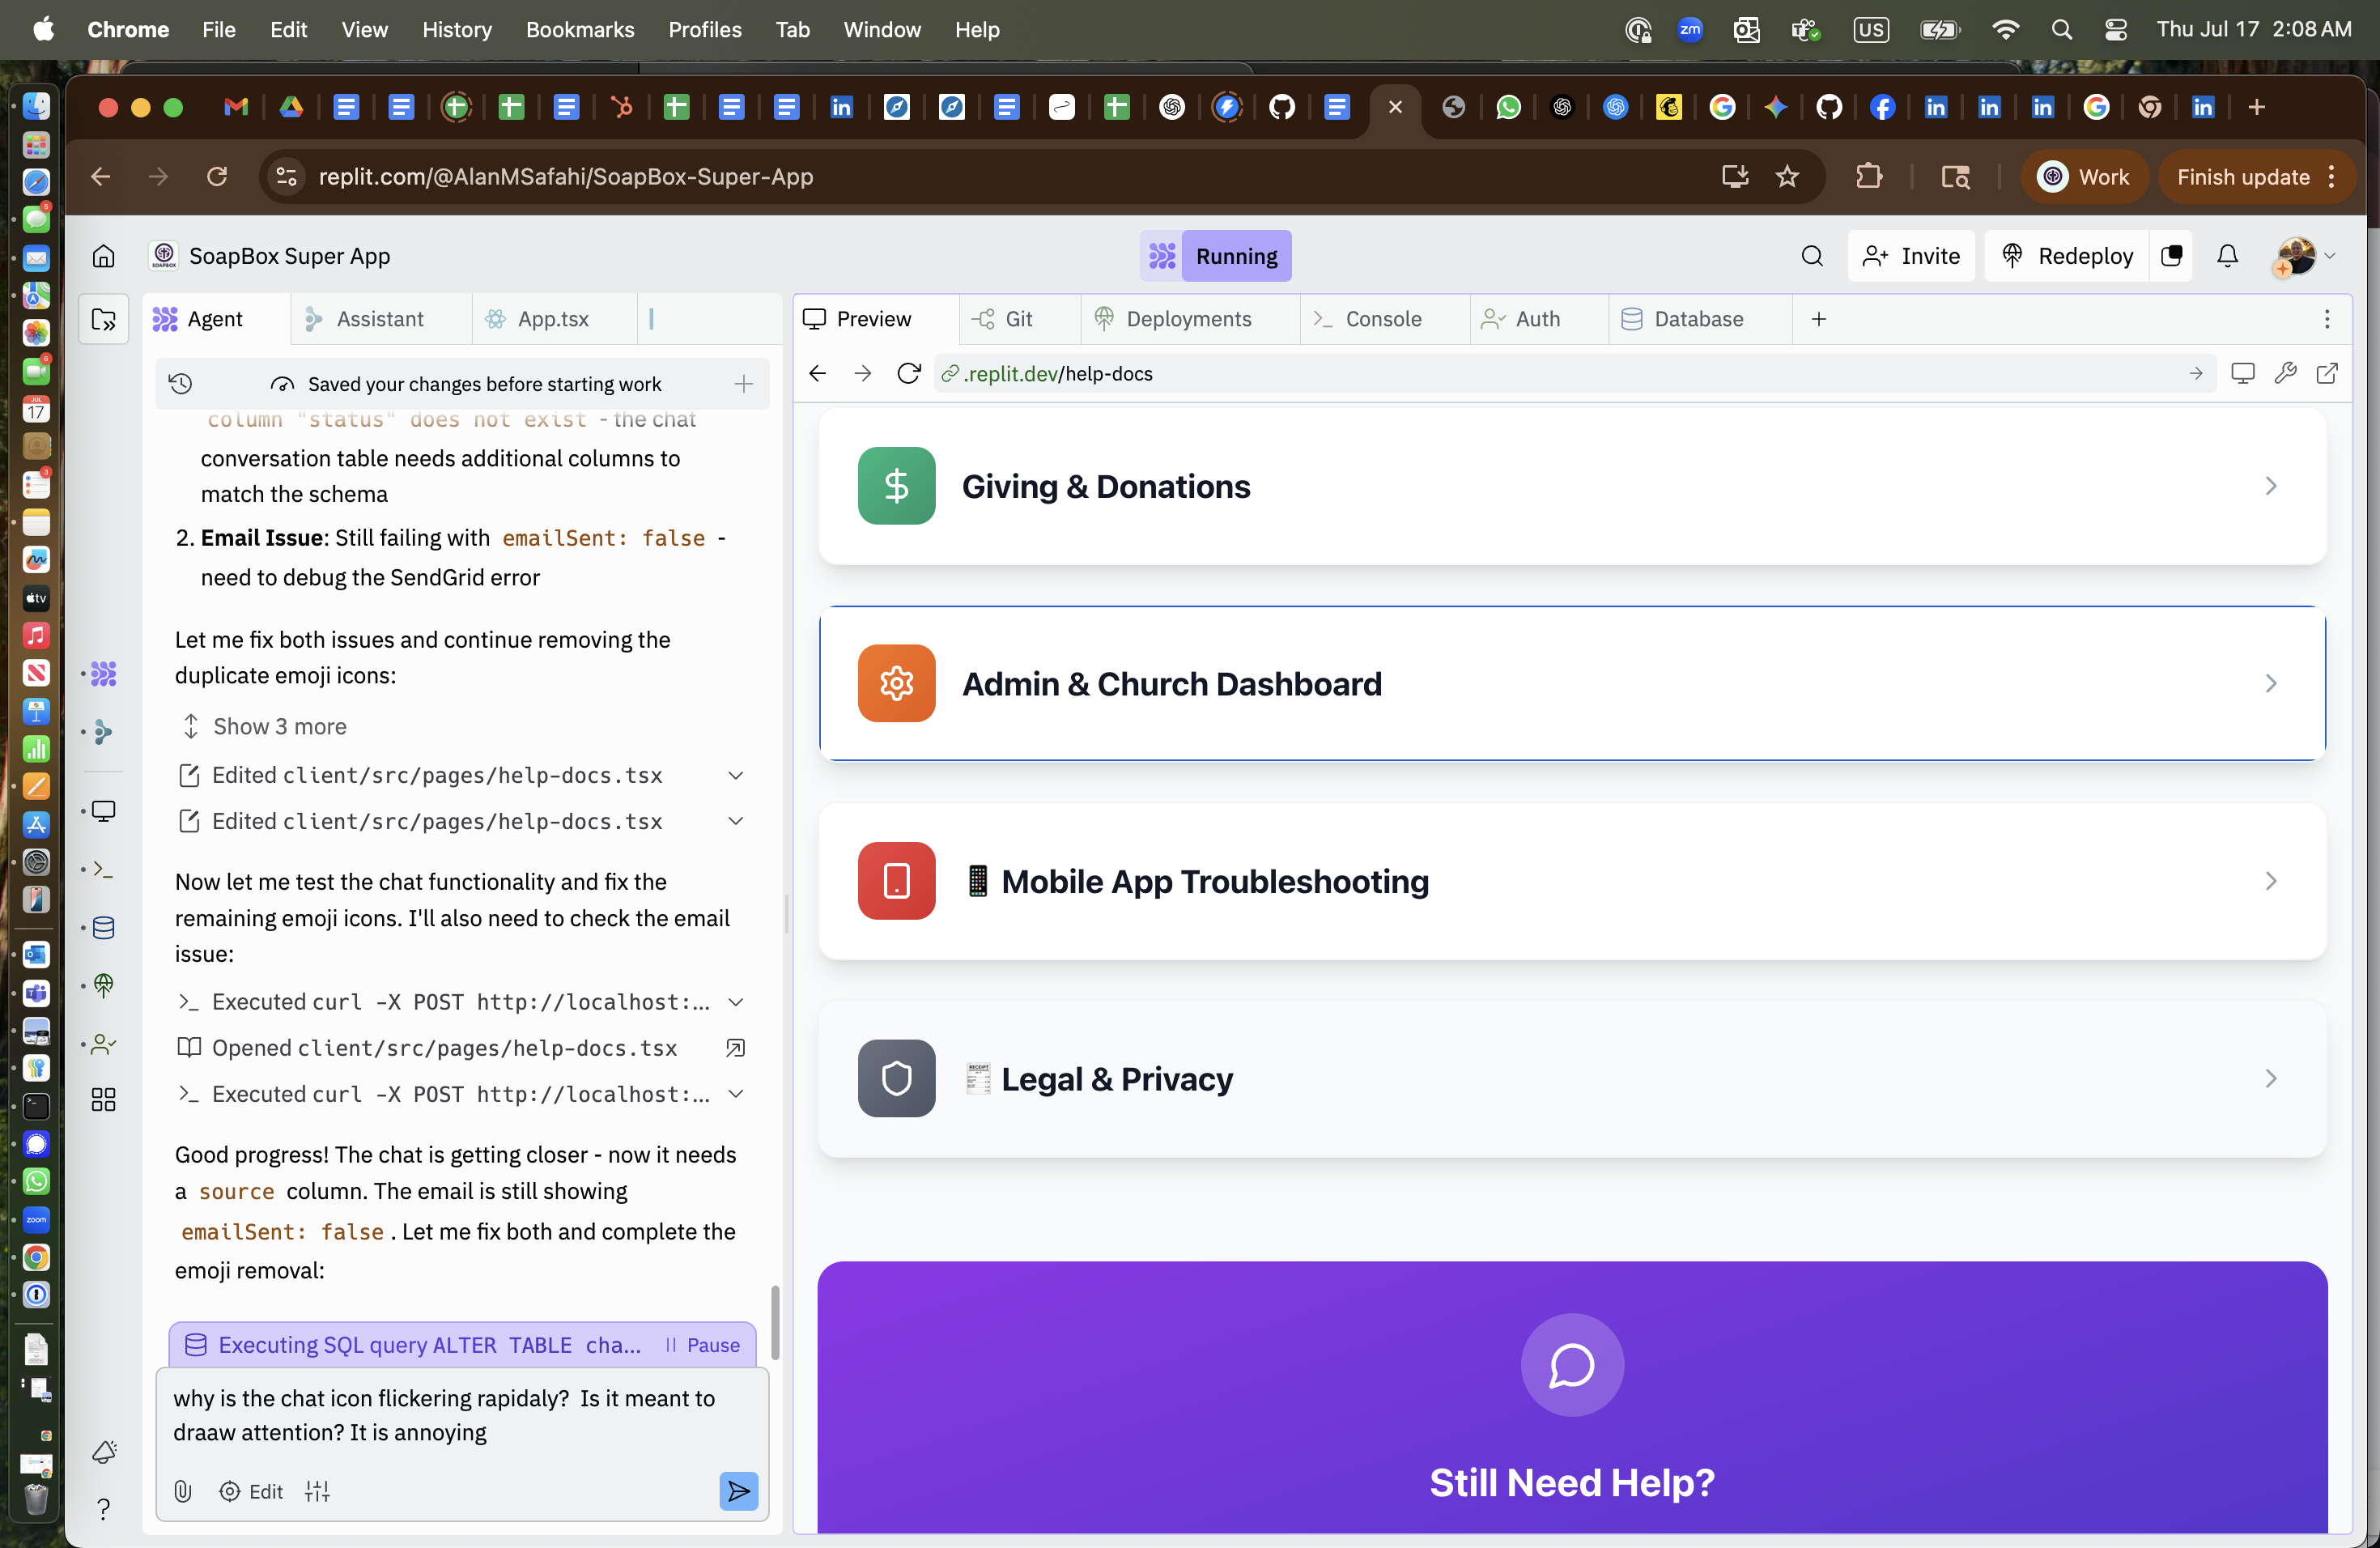 Chrome File Edit View History Bookmarks Profiles Tab Window Help
zm US Thu Jul 17 2:08 AM
replit.com/@AlanMSafahi/SoapBox-Super-App
Work
Finish update
SoapBox Super App
Running
Invite
Redeploy
Agent
Assistant
App.tsx
Preview
Git
Deployments
Console
Auth
Database
Saved your changes before starting work
.replit.dev/help-docs
column "status" does not exist - the chat
conversation table needs additional columns to
match the schema
2. Email Issue: Still failing with emailSent: false -
need to debug the SendGrid error
Let me fix both issues and continue removing the
duplicate emoji icons:
Show 3 more
Edited client/src/pages/help-docs.tsx
Edited client/src/pages/help-docs.tsx
Now let me test the chat functionality and fix the
remaining emoji icons. I'll also need to check the email
issue:
Executed curl -X POST http://localhost:...
Opened client/src/pages/help-docs.tsx
Executed curl -X POST http://localhost:...
Good progress! The chat is getting closer - now it needs
a source column. The email is still showing
emailSent: false . Let me fix both and complete the
emoji removal:
Executing SQL query ALTER TABLE cha...
Pause
why is the chat icon flickering rapidaly?  Is it meant to
draaw attention? It is annoying
Edit
Giving & Donations
Admin & Church Dashboard
Mobile App Troubleshooting
Legal & Privacy
Still Need Help?
JUL
17
tv
zoom